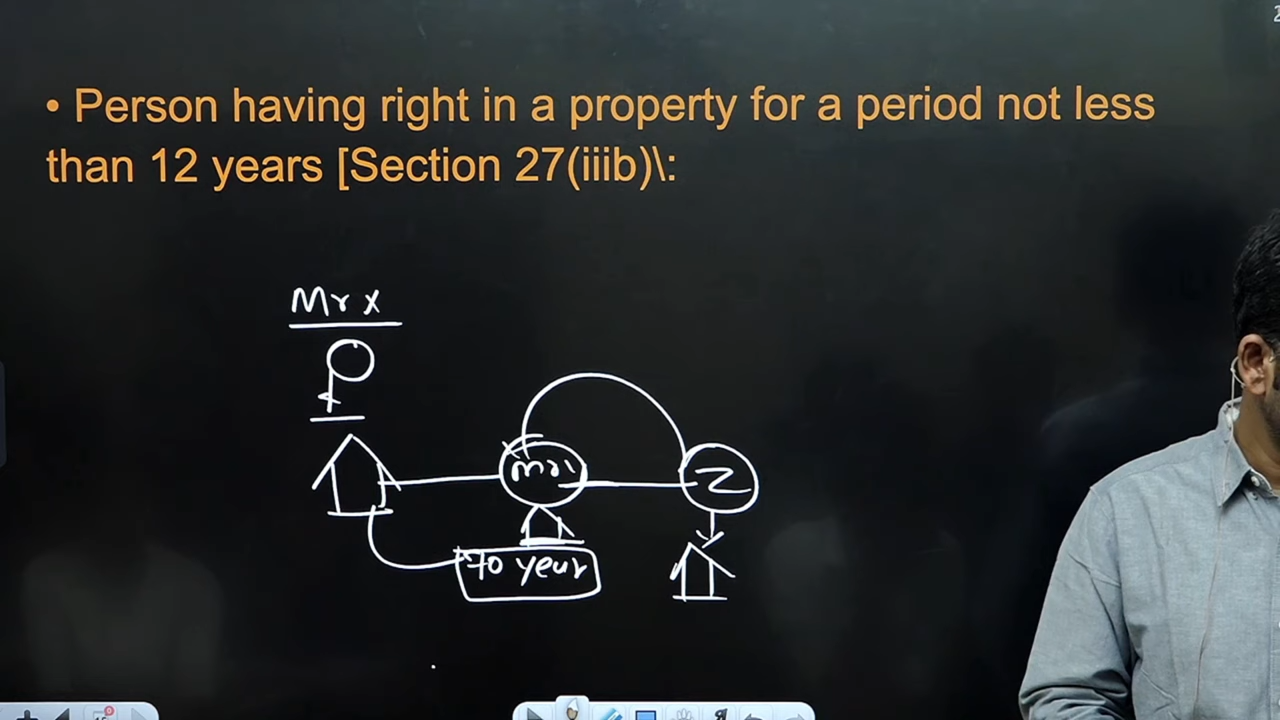 • Person having right in a property for a period not less
than 12 years [Section 27(iiib)\:
Mr x
Z
70 year